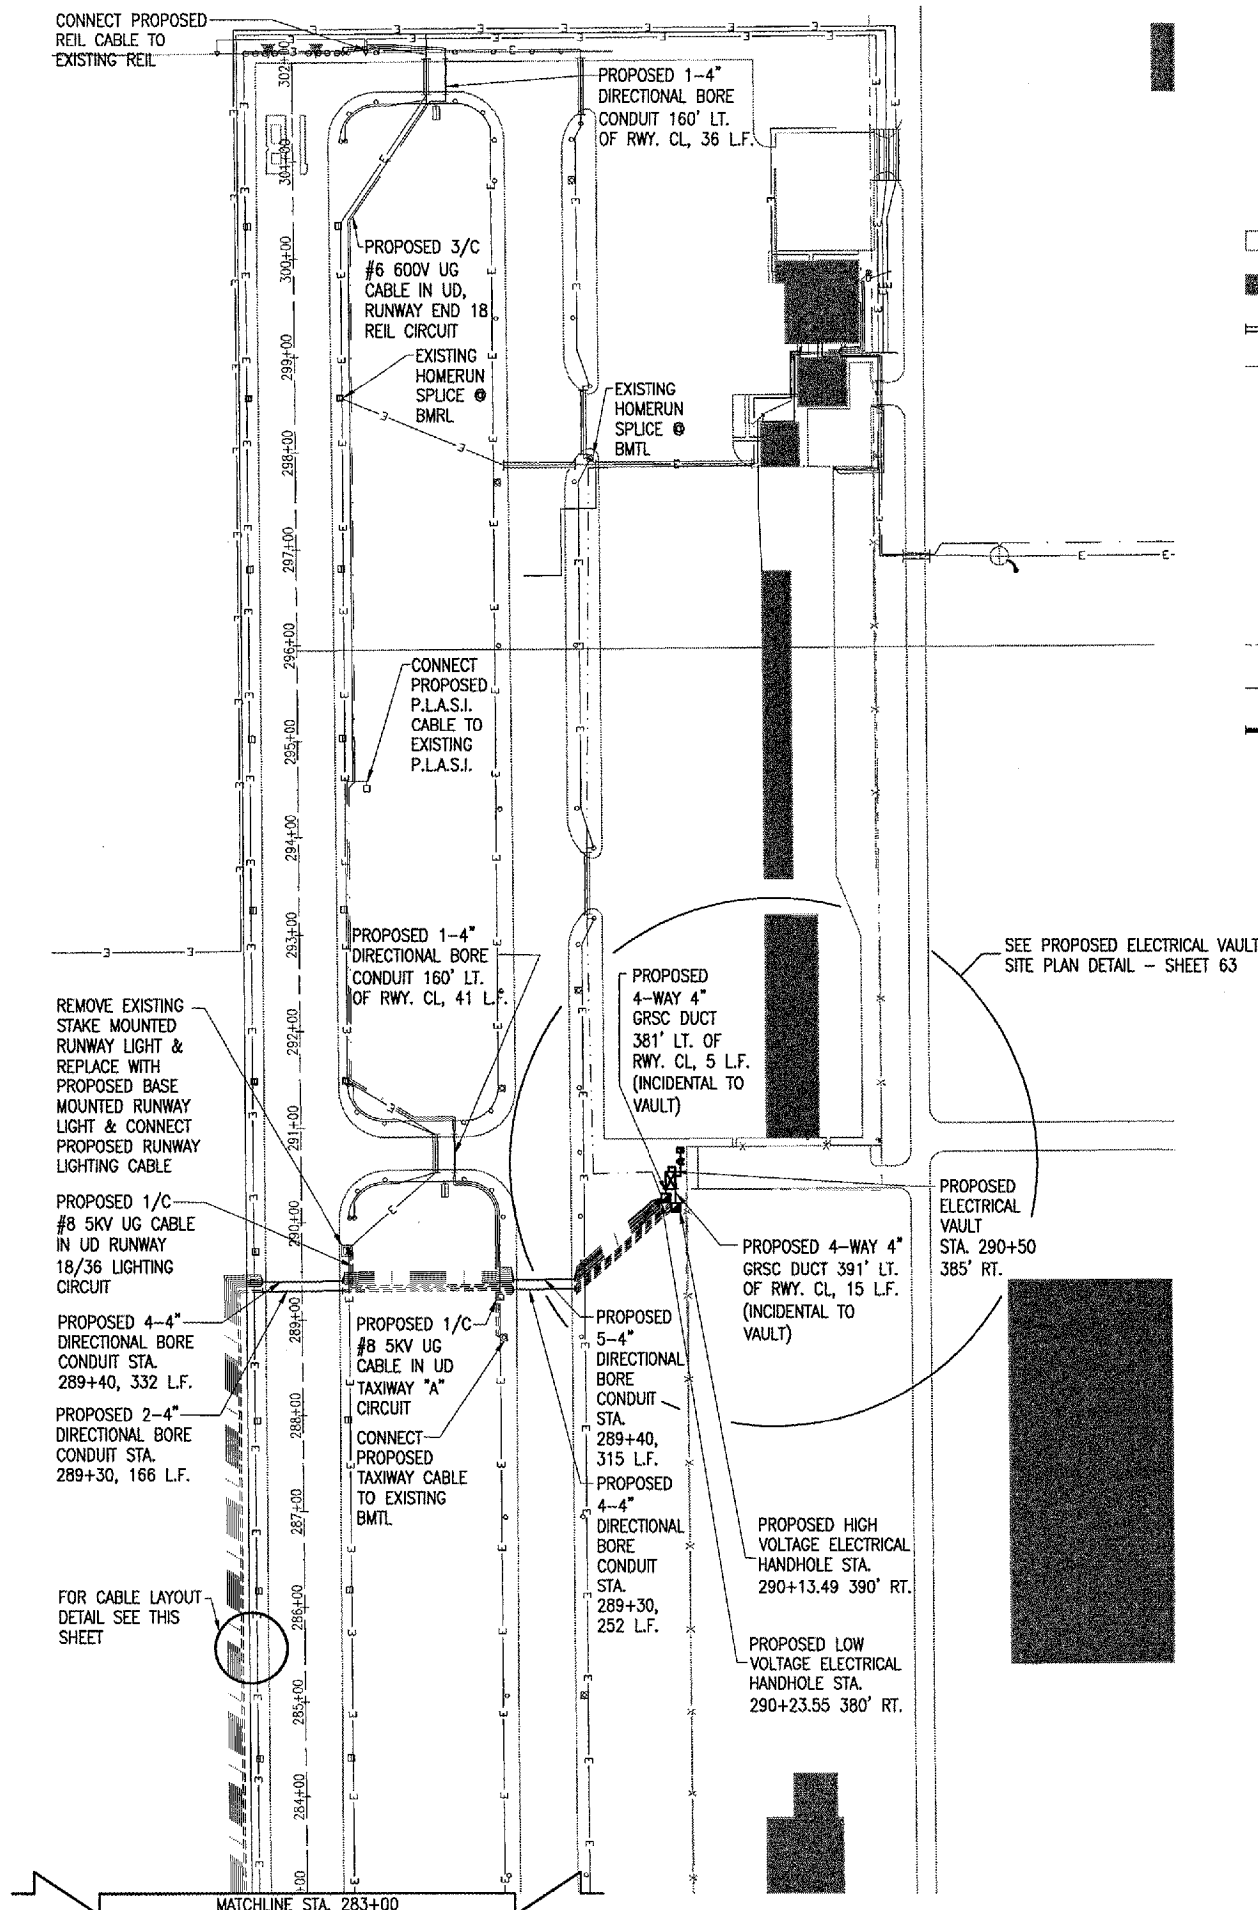 CONNECT PROPOSED
REIL CABLE TO
EXISTING REIL
PROPOSED 1-4"
DIRECTIONAL BORE
CONDUIT 160' LT.
OF RWY. CL, 36 L.F.
PROPOSED 3/C
#6 600V UG
CABLE IN UD,
RUNWAY END 18
REIL CIRCUIT
EXISTING
HOMERUN
SPLICE @
BMRL
EXISTING
HOMERUN
SPLICE @
BMTL
CONNECT
PROPOSED
P.L.A.S.I.
CABLE TO
EXISTING
P.L.A.S.I.
PROPOSED 1-4"
DIRECTIONAL BORE
CONDUIT 160' LT.
OF RWY. CL, 41 L.F.
PROPOSED
4-WAY 4"
GRSC DUCT
381' LT. OF
RWY. CL, 5 L.F.
(INCIDENTAL TO
VAULT)
SEE PROPOSED ELECTRICAL VAULT
SITE PLAN DETAIL - SHEET 63
REMOVE EXISTING
STAKE MOUNTED
RUNWAY LIGHT &
REPLACE WITH
PROPOSED BASE
MOUNTED RUNWAY
LIGHT & CONNECT
PROPOSED RUNWAY
LIGHTING CABLE
PROPOSED 1/C
#8 5KV UG CABLE
IN UD RUNWAY
18/36 LIGHTING
CIRCUIT
PROPOSED 4-4"
DIRECTIONAL BORE
CONDUIT STA.
289+40, 332 L.F.
PROPOSED 2-4"
DIRECTIONAL BORE
CONDUIT STA.
289+30, 166 L.F.
PROPOSED 1/C
#8 5KV UG
CABLE IN UD
TAXIWAY "A"
CIRCUIT
CONNECT
PROPOSED
TAXIWAY CABLE
TO EXISTING
BMTL
PROPOSED
5-4"
DIRECTIONAL
BORE
CONDUIT
STA.
289+40,
315 L.F.
PROPOSED
4-4"
DIRECTIONAL
BORE
CONDUIT
STA.
289+30,
252 L.F.
PROPOSED 4-WAY 4"
GRSC DUCT 391' LT.
OF RWY. CL, 15 L.F.
(INCIDENTAL TO
VAULT)
PROPOSED
ELECTRICAL
VAULT
STA. 290+50
385' RT.
PROPOSED HIGH
VOLTAGE ELECTRICAL
HANDHOLE STA.
290+13.49 390' RT.
PROPOSED LOW
VOLTAGE ELECTRICAL
HANDHOLE STA.
290+23.55 380' RT.
FOR CABLE LAYOUT
DETAIL SEE THIS
SHEET
302+00
301+00
300+00
299+00
298+00
297+00
296+00
295+00
294+00
293+00
292+00
291+00
290+00
289+00
288+00
287+00
286+00
285+00
284+00
+00
MATCHLINE STA. 283+00